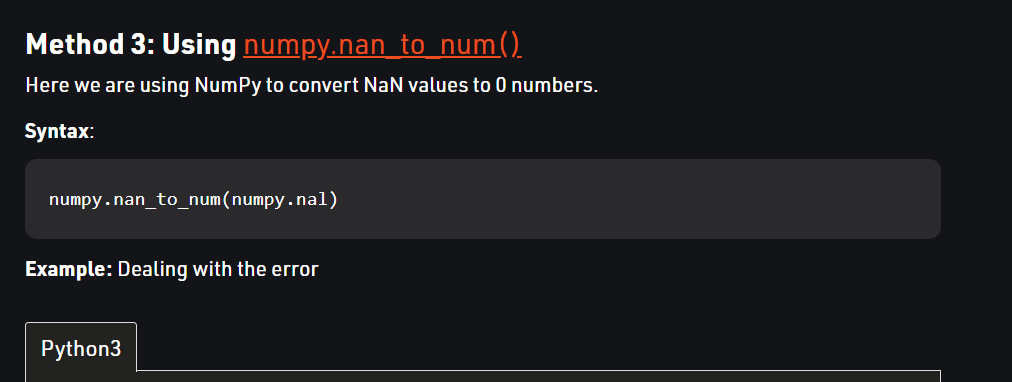 Method 3: Using numpy.nan_to_num()
Here we are using NumPy to convert NaN values to 0 numbers.
Syntax:
numpy.nan_to_num(numpy.nal)
Example: Dealing with the error
Python3